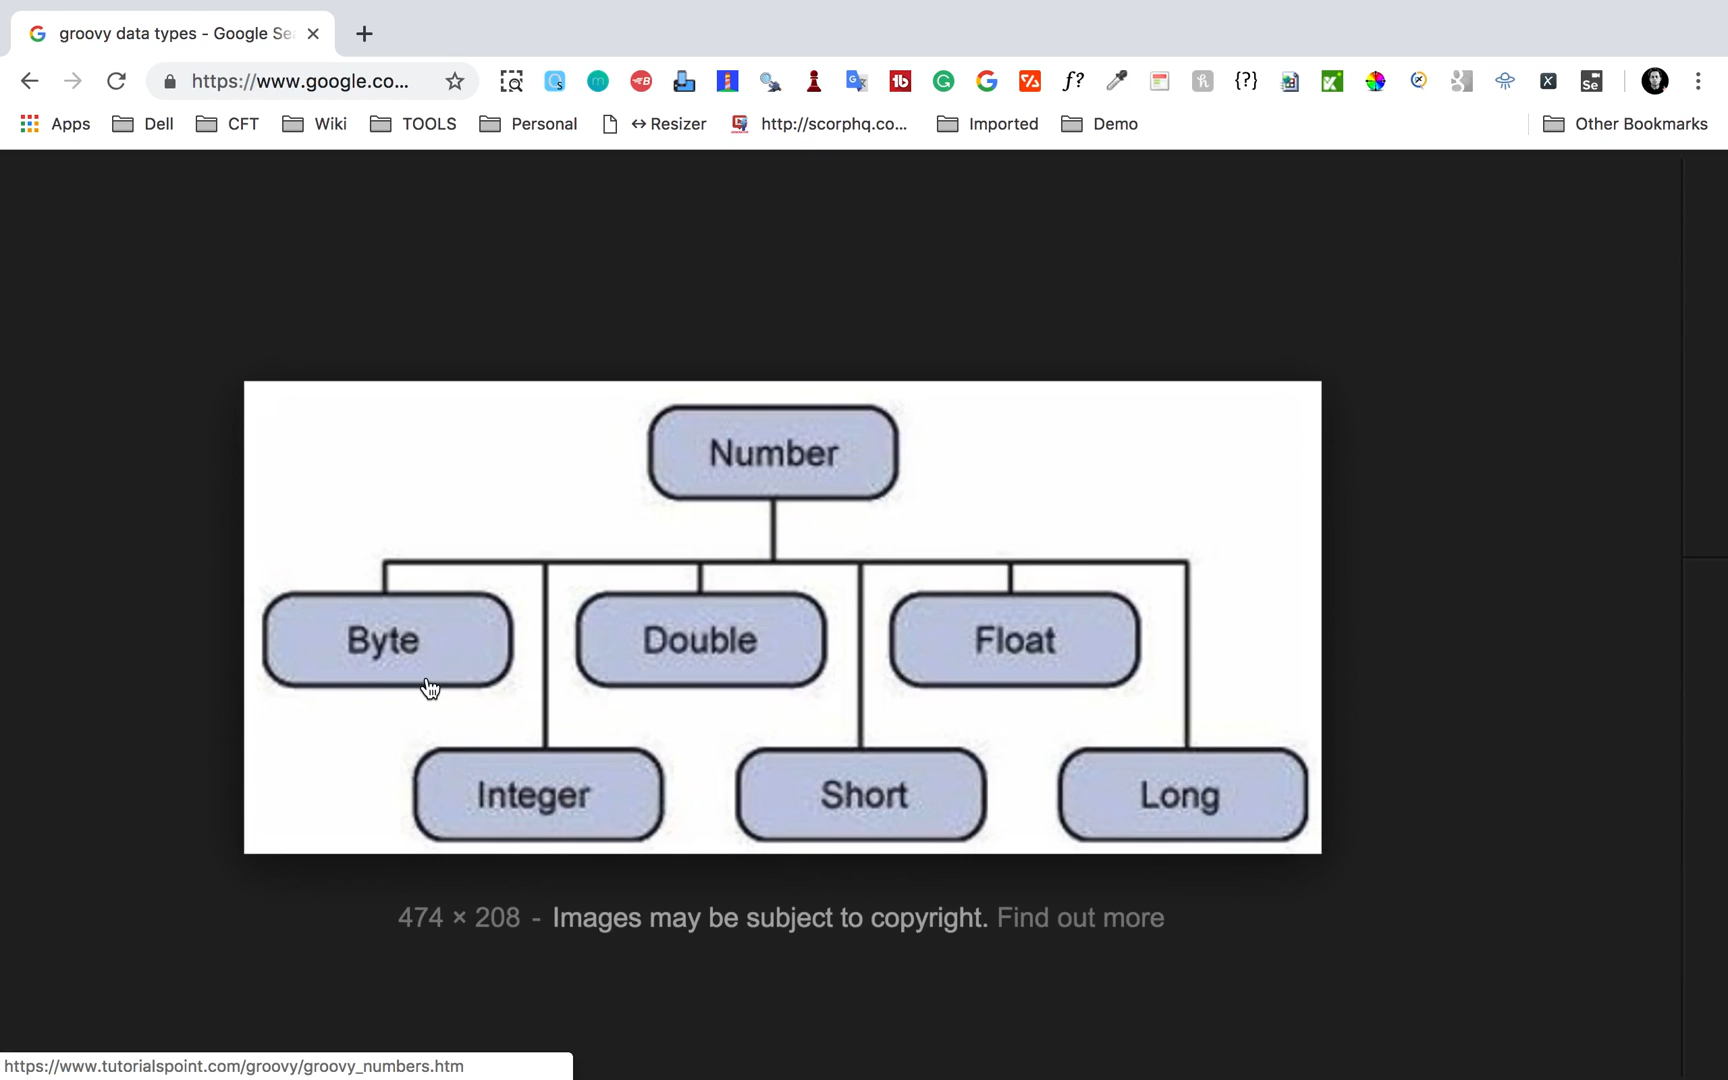 groovy data types - Google Se
https://www.google.co...
Apps Dell CFT Wiki TOOLS Personal ↔Resizer http://scorphq.co... Imported Demo Other Bookmarks
Number
Byte Double Float
Integer Short Long
474 × 208 - Images may be subject to copyright. Find out more
https://www.tutorialspoint.com/groovy/groovy_numbers.htm